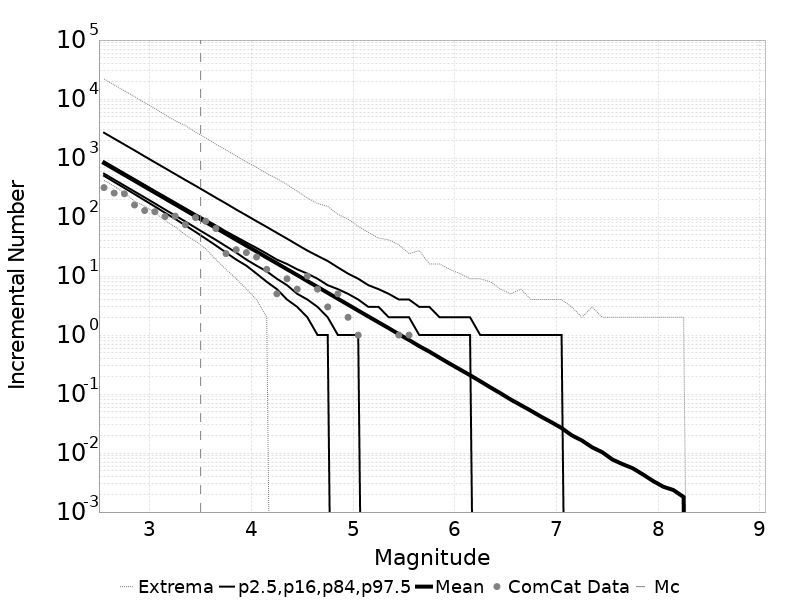 10^5
10^4
10^3
10^2
10^1
10^0
10^-1
10^-2
10^-3
Incremental Number
3 4 5 6 7 8 9
Magnitude
Extrema p2.5,p16,p84,p97.5 Mean ComCat Data Mc